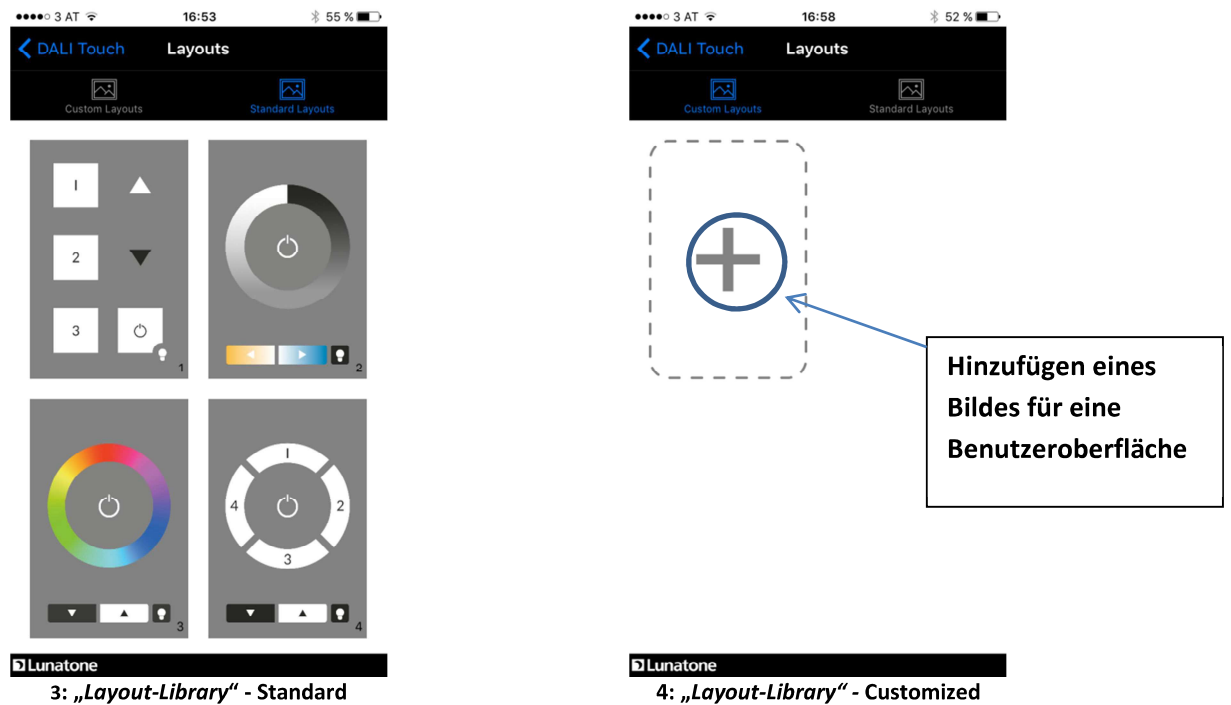 3 AT 16:53 55 %
DALI Touch Layouts
Custom Layouts Standard Layouts
I
2
3
1
2
3
I
4 2
3
4
Lunatone
3: „Layout-Library“ - Standard
3 AT 16:58 52 %
DALI Touch Layouts
Custom Layouts Standard Layouts
Hinzufügen eines
Bildes für eine
Benutzeroberfläche
Lunatone
4: „Layout-Library“ - Customized